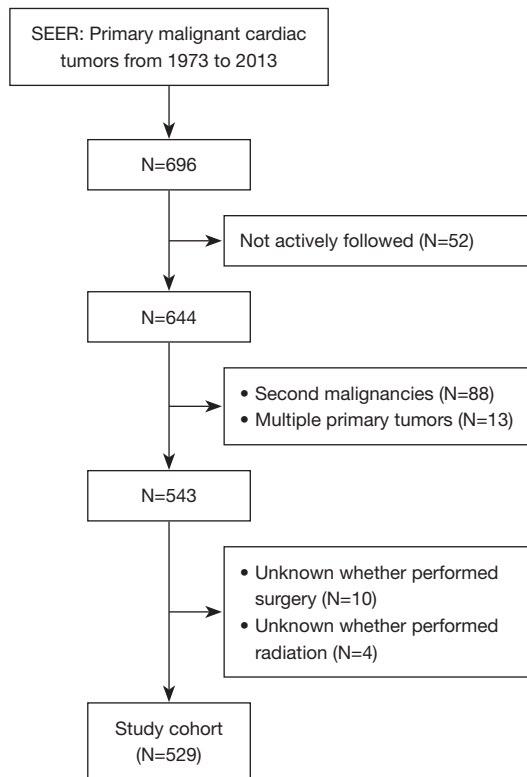 SEER: Primary malignant cardiac
tumors from 1973 to 2013
N=696
Not actively followed (N=52)
N=644
• Second malignancies (N=88)
• Multiple primary tumors (N=13)
N=543
• Unknown whether performed
surgery (N=10)
• Unknown whether performed
radiation (N=4)
Study cohort
(N=529)